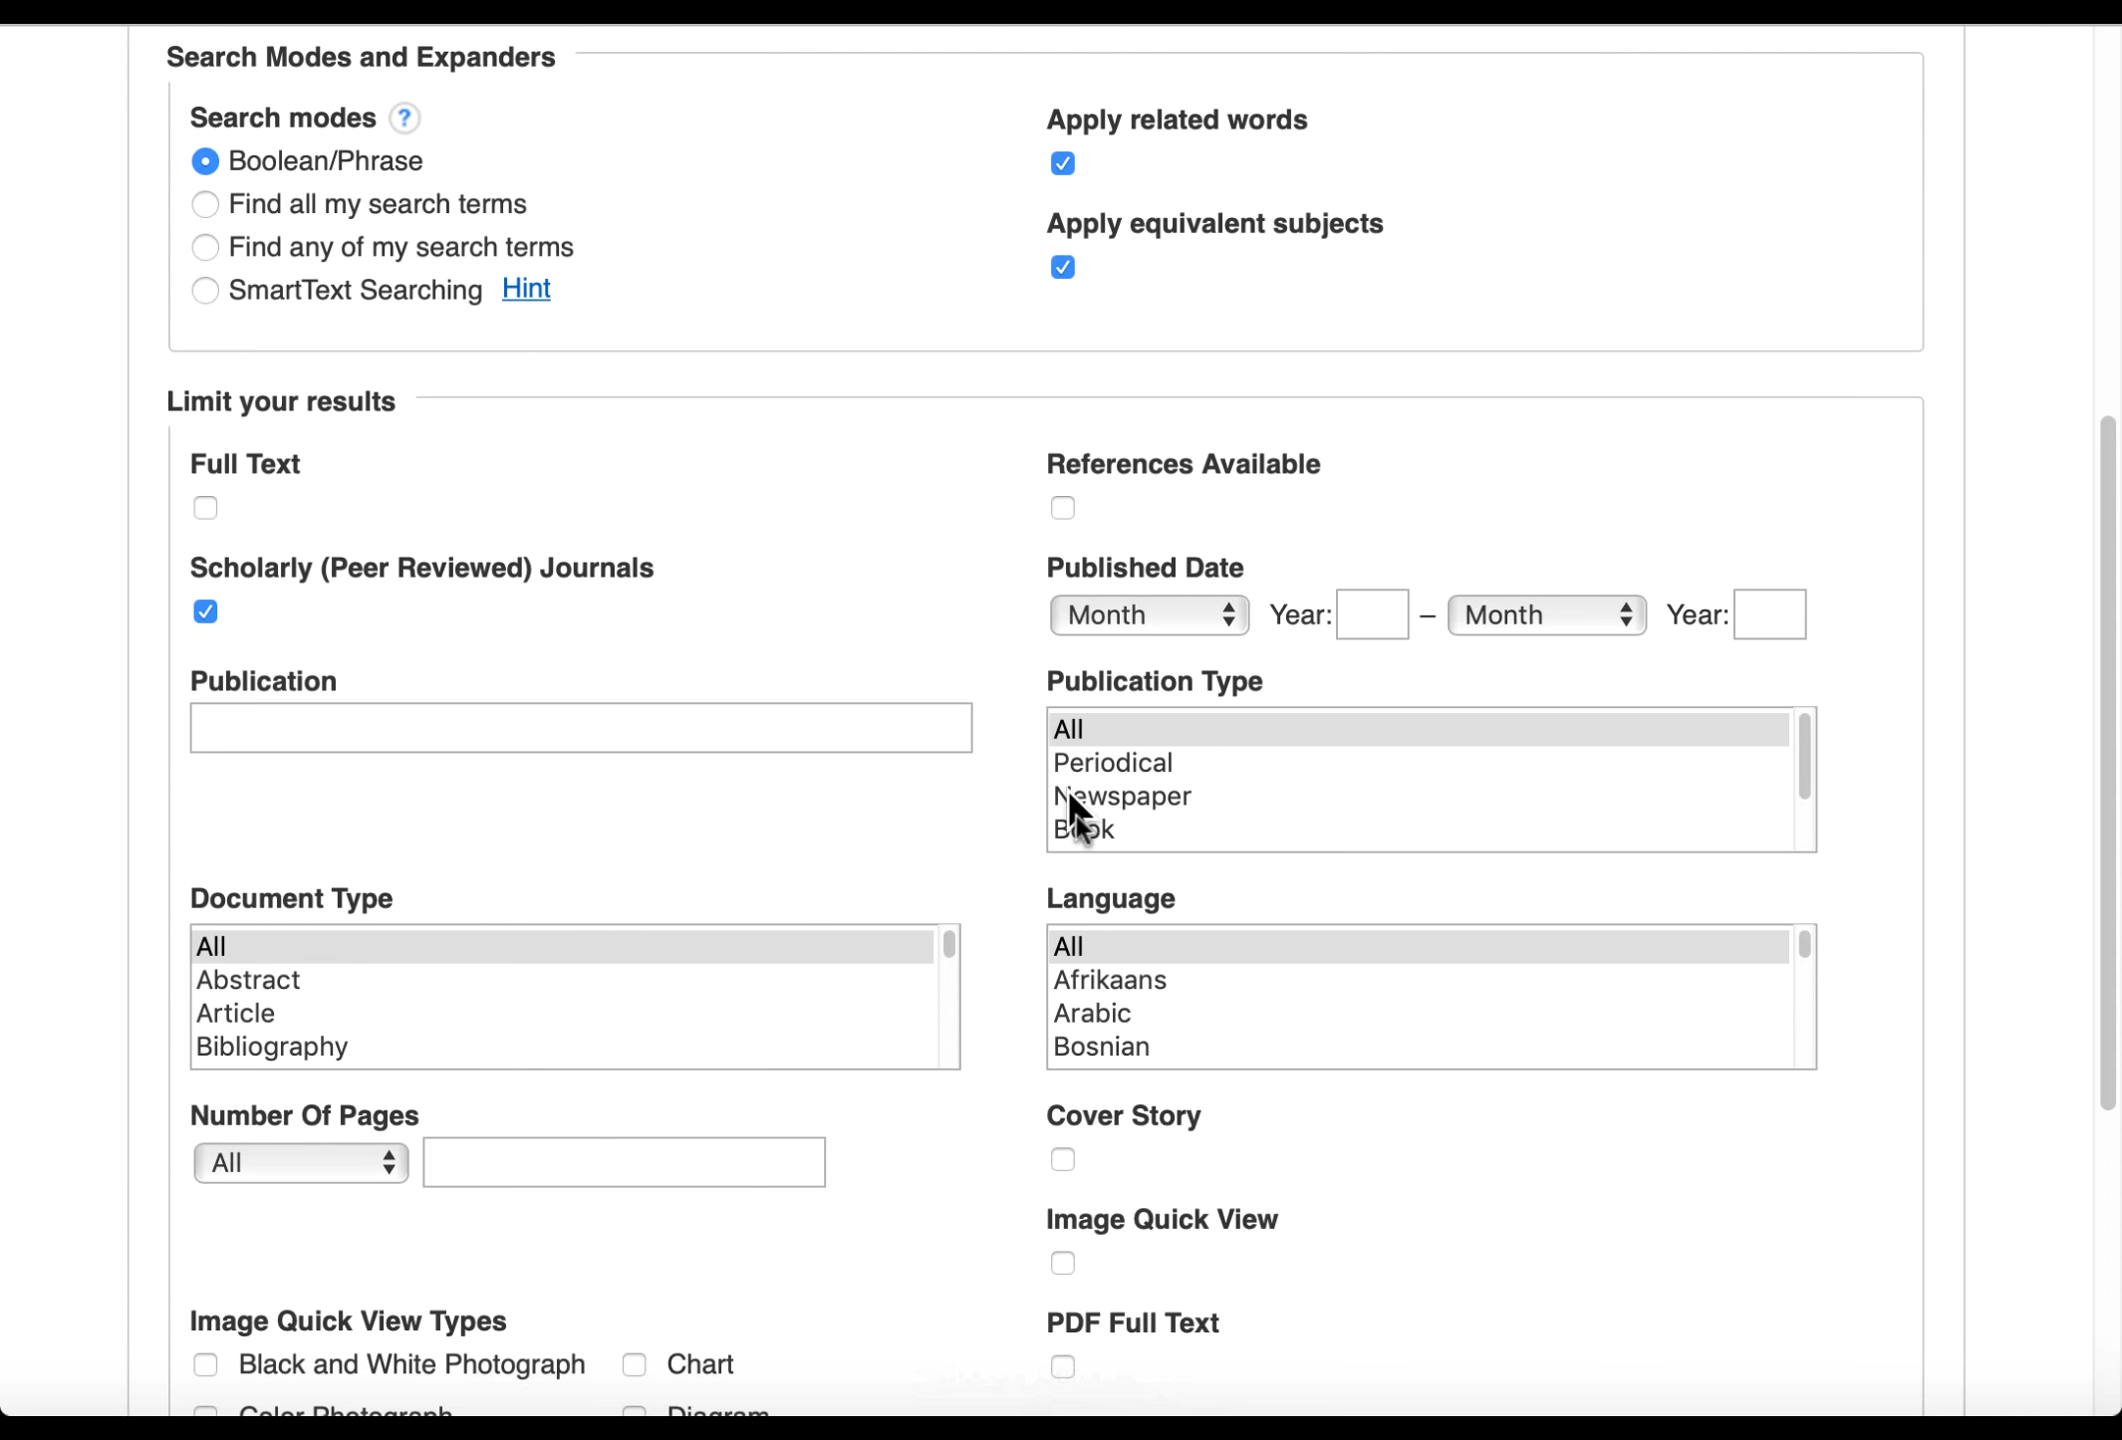 Search Modes and Expanders
Search modes ?
Boolean/Phrase
Find all my search terms
Find any of my search terms
SmartText Searching Hint
Apply related words
Apply equivalent subjects
Limit your results
Full Text
References Available
Scholarly (Peer Reviewed) Journals
Published Date
Month Year: – Month Year:
Publication
Publication Type
All
Periodical
Newspaper
Book
Document Type
All
Abstract
Article
Bibliography
Language
All
Afrikaans
Arabic
Bosnian
Number Of Pages
All
Cover Story
Image Quick View
Image Quick View Types
Black and White Photograph Chart
Color Photograph Diagram
PDF Full Text